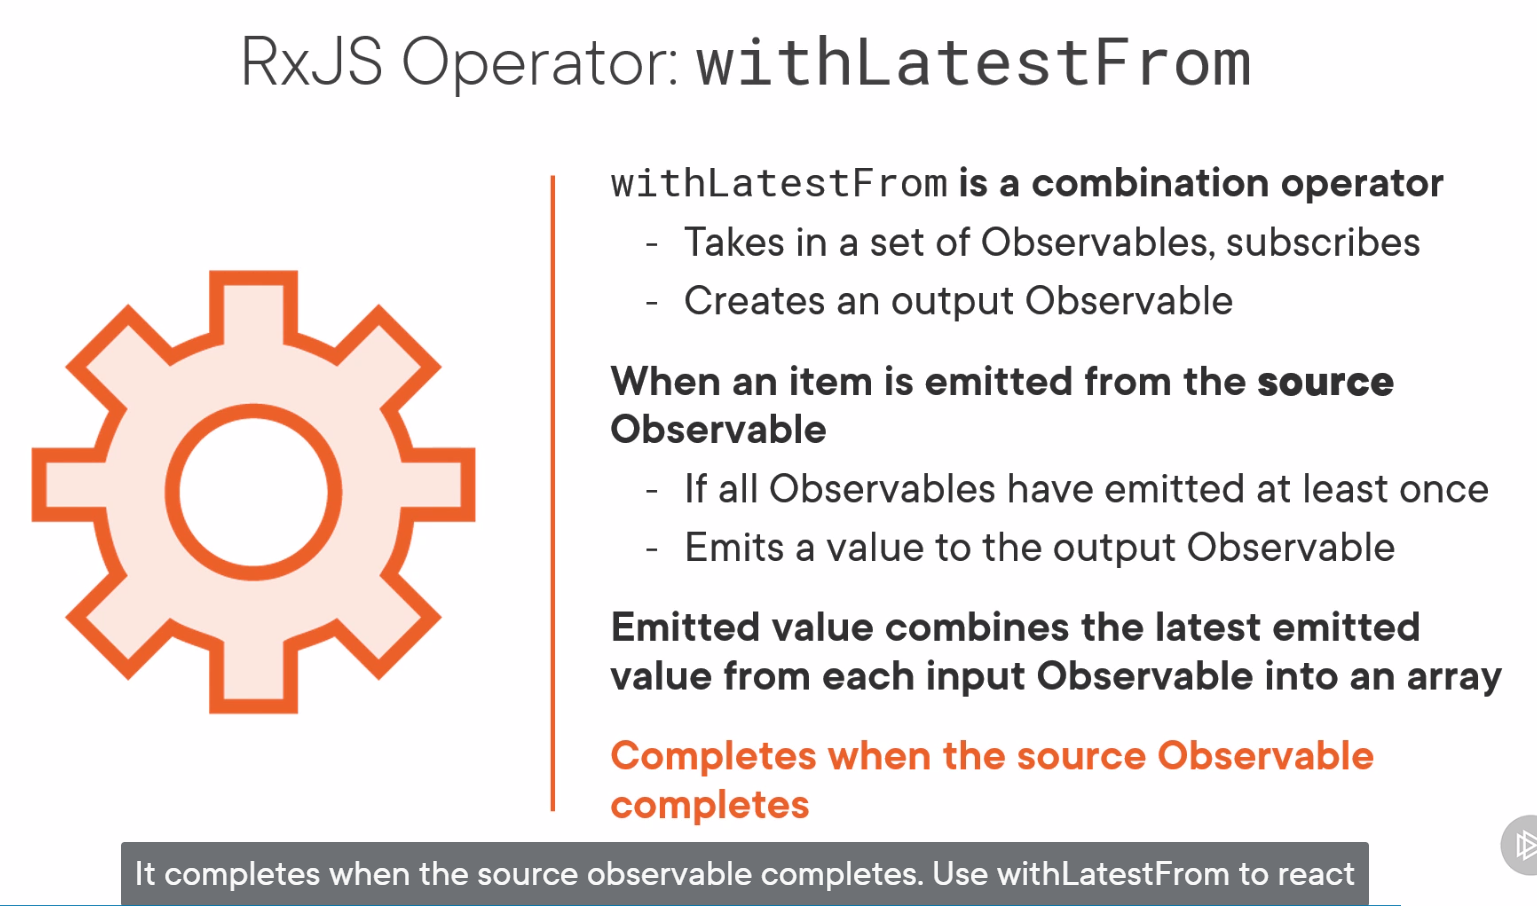 RxJS Operator: withLatestFrom
withLatestFrom is a combination operator
- Takes in a set of Observables, subscribes
- Creates an output Observable
When an item is emitted from the source
Observable
- If all Observables have emitted at least once
- Emits a value to the output Observable
Emitted value combines the latest emitted
value from each input Observable into an array
Completes when the source Observable
completes
It completes when the source observable completes. Use withLatestFrom to react